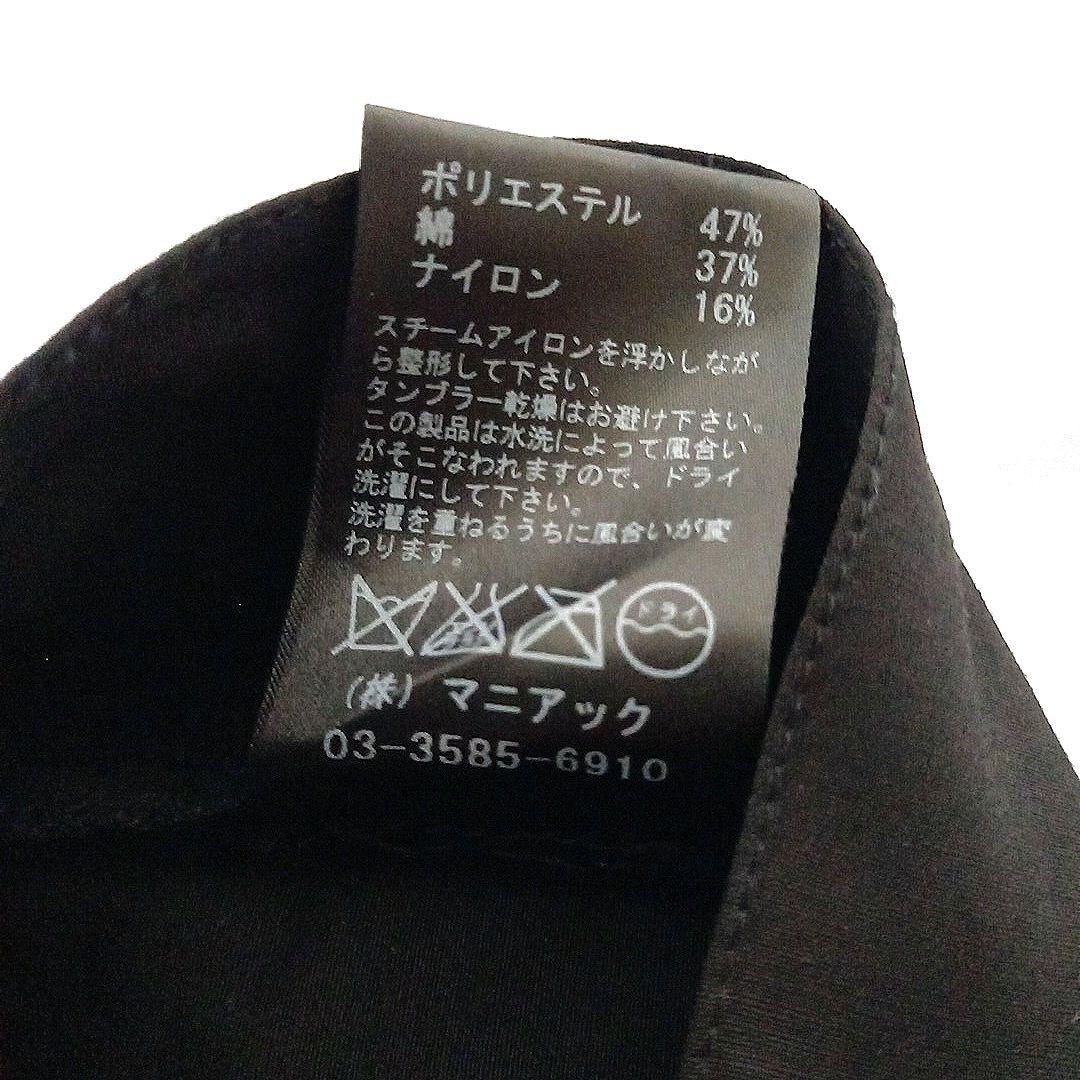 ポリエステル 47%
綿 37%
ナイロン 16%
スチームアイロンを浮かしなが
ら整形して下さい。
タンブラー乾燥はお避け下さい。
この製品は水洗によって風合い
がそこなわれますので、ドライ
洗濯にして下さい。
洗濯を重ねるうちに風合いが変
わります。
ドライ
(株) マニアック
03-3585-6910